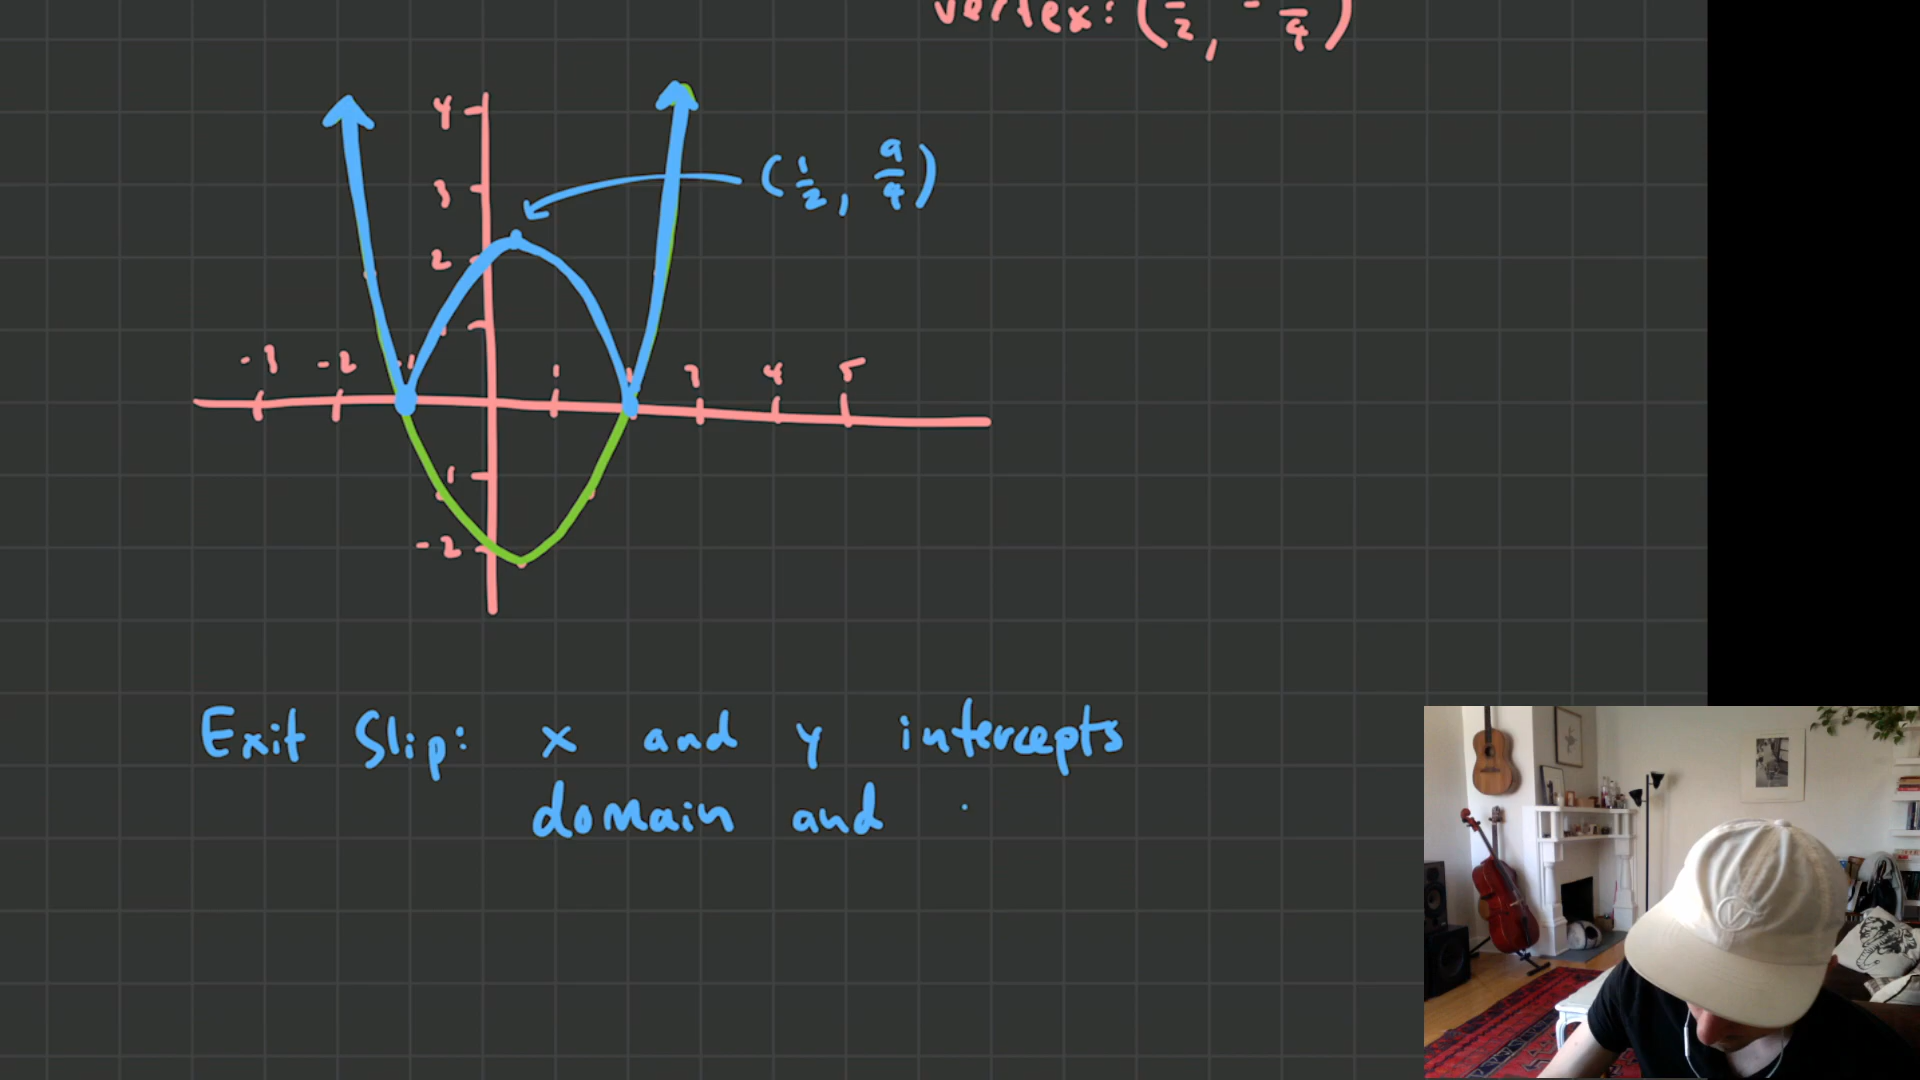 vertex: (1/2, - 9/4)
4
3 (1/2, 9/4)
2
-3 -2 -1 1 3 4 5
1
-2
Exit Slip: x and y intercepts
domain and